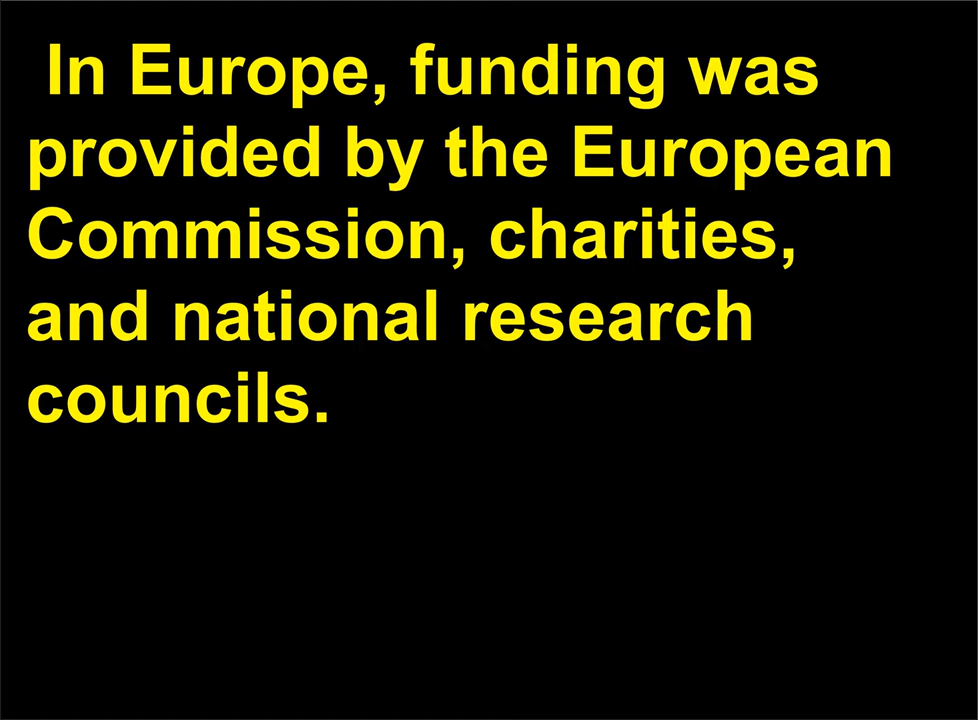 In Europe, funding was
provided by the European
Commission, charities,
and national research
councils.